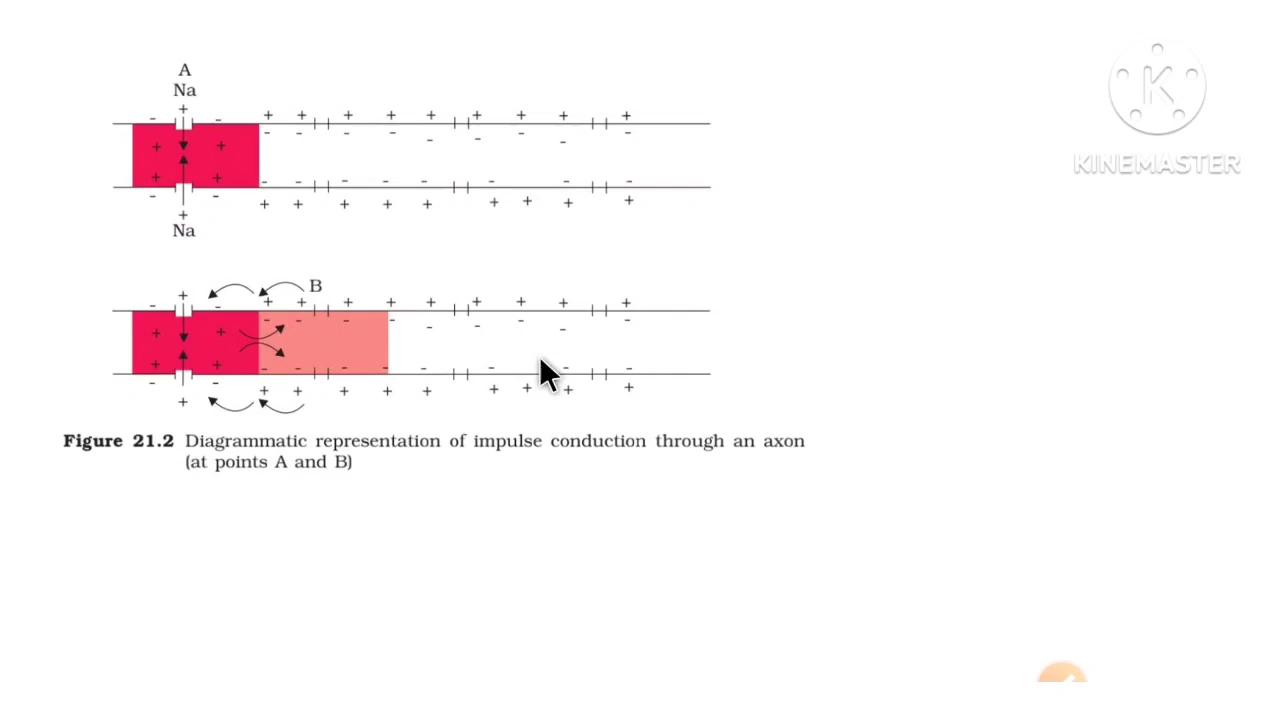 A
Na
+
- - + + + + + + + + +
- - - - - - - - -
+ +
+ + - - - - - - - -
- - + + + + + + + + +
+
Na
B
+
- - + + + + + + + + +
- - - - - - - - -
+ +
+ + - - - - - - - -
- - + + + + + + + + +
+
Figure 21.2 Diagrammatic representation of impulse conduction through an axon
(at points A and B)
K
KINEMASTER